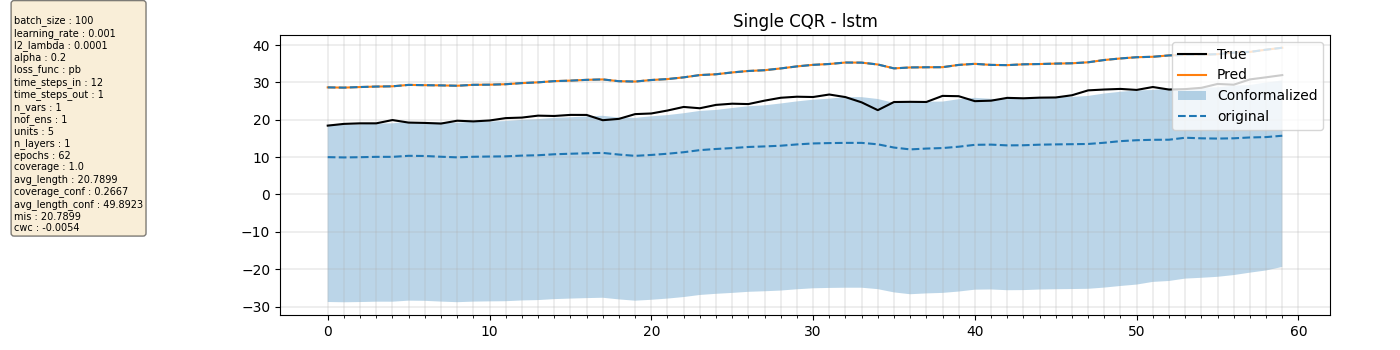 batch_size : 100
learning_rate : 0.001
l2_lambda : 0.0001
alpha : 0.2
loss_func : pb
time_steps_in : 12
time_steps_out : 1
n_vars : 1
nof_ens : 1
units : 5
n_layers : 1
epochs : 62
coverage : 1.0
avg_length : 20.7899
coverage_conf : 0.2667
avg_length_conf : 49.8923
mis : 20.7899
cwc : -0.0054
Single CQR - lstm
40
30
20
10
0
−10
−20
−30
True
Pred
Conformalized
original
0 10 20 30 40 50 60